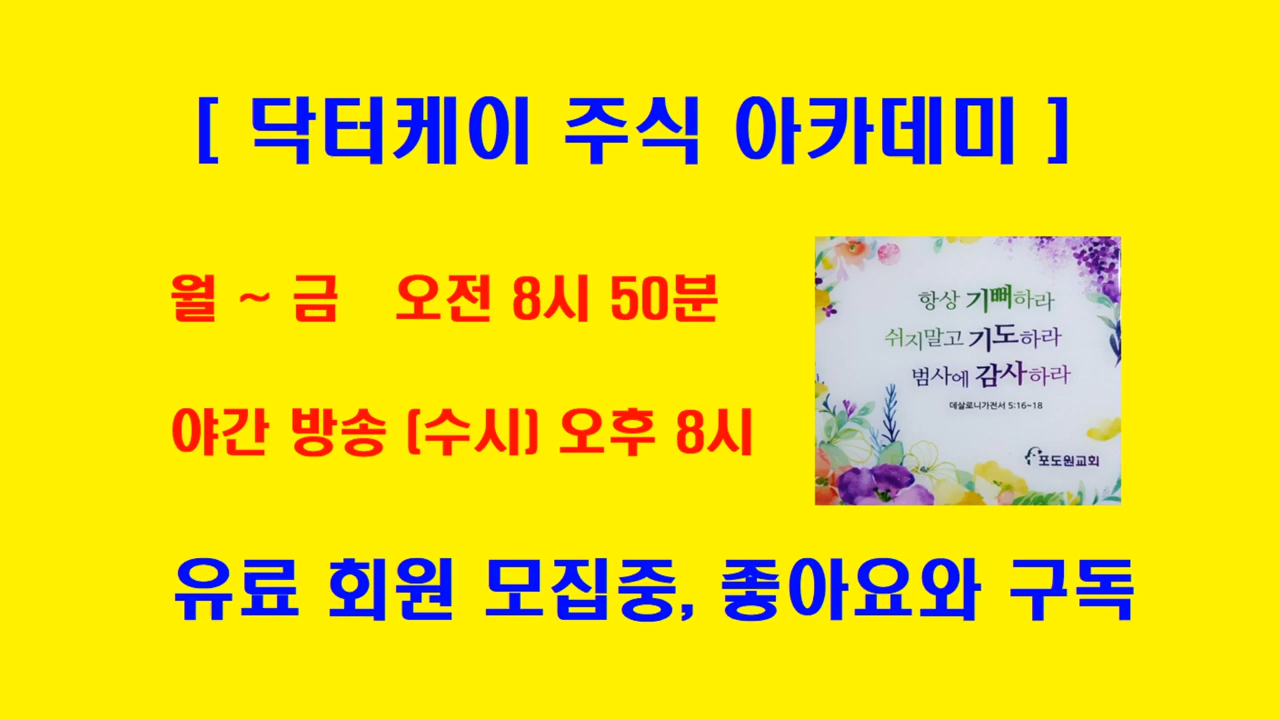 [ 닥터케이 주식 아카데미 ]
월 ~ 금 오전 8시 50분
야간 방송 (수시) 오후 8시
항상 기뻐하라
쉬지말고 기도하라
범사에 감사하라
데살로니가전서 5:16~18
포도원교회
유료 회원 모집중, 좋아요와 구독